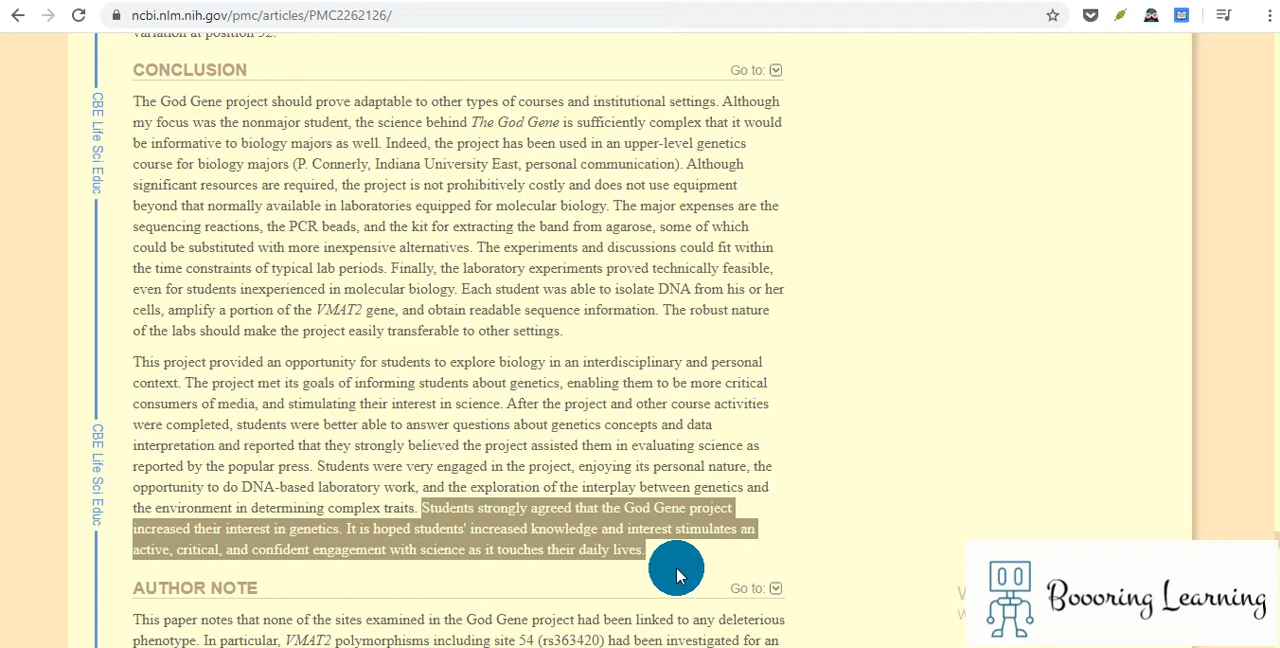 ncbi.nlm.nih.gov/pmc/articles/PMC2262126/
variation at position 52.
CONCLUSION
Go to:
The God Gene project should prove adaptable to other types of courses and institutional settings. Although
my focus was the nonmajor student, the science behind The God Gene is sufficiently complex that it would
be informative to biology majors as well. Indeed, the project has been used in an upper-level genetics
course for biology majors (P. Connerly, Indiana University East, personal communication). Although
significant resources are required, the project is not prohibitively costly and does not use equipment
beyond that normally available in laboratories equipped for molecular biology. The major expenses are the
sequencing reactions, the PCR beads, and the kit for extracting the band from agarose, some of which
could be substituted with more inexpensive alternatives. The experiments and discussions could fit within
the time constraints of typical lab periods. Finally, the laboratory experiments proved technically feasible,
even for students inexperienced in molecular biology. Each student was able to isolate DNA from his or her
cells, amplify a portion of the VMAT2 gene, and obtain readable sequence information. The robust nature
of the labs should make the project easily transferable to other settings.
This project provided an opportunity for students to explore biology in an interdisciplinary and personal
context. The project met its goals of informing students about genetics, enabling them to be more critical
consumers of media, and stimulating their interest in science. After the project and other course activities
were completed, students were better able to answer questions about genetics concepts and data
interpretation and reported that they strongly believed the project assisted them in evaluating science as
reported by the popular press. Students were very engaged in the project, enjoying its personal nature, the
opportunity to do DNA-based laboratory work, and the exploration of the interplay between genetics and
the environment in determining complex traits. Students strongly agreed that the God Gene project
increased their interest in genetics. It is hoped students' increased knowledge and interest stimulates an
active, critical, and confident engagement with science as it touches their daily lives.
AUTHOR NOTE
Go to:
This paper notes that none of the sites examined in the God Gene project had been linked to any deleterious
phenotype. In particular, VMAT2 polymorphisms including site 54 (rs363420) had been investigated for an
CBE Life Sci Educ
CBE Life Sci Educ
Boooring Learning